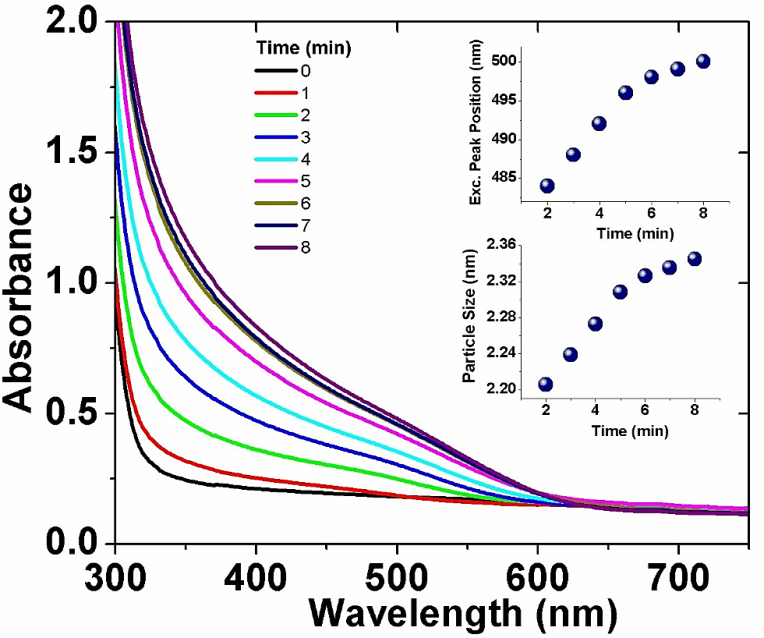 2.0
1.5
1.0
0.5
0.0
Absorbance
300 400 500 600 700
Wavelength (nm)
Time (min)
0
1
2
3
4
5
6
7
8
Exc. Peak Position (nm)
500
495
490
485
2 4 6 8
Time (min)
Particle Size (nm)
2.36
2.32
2.28
2.24
2.20
2 4 6 8
Time (min)